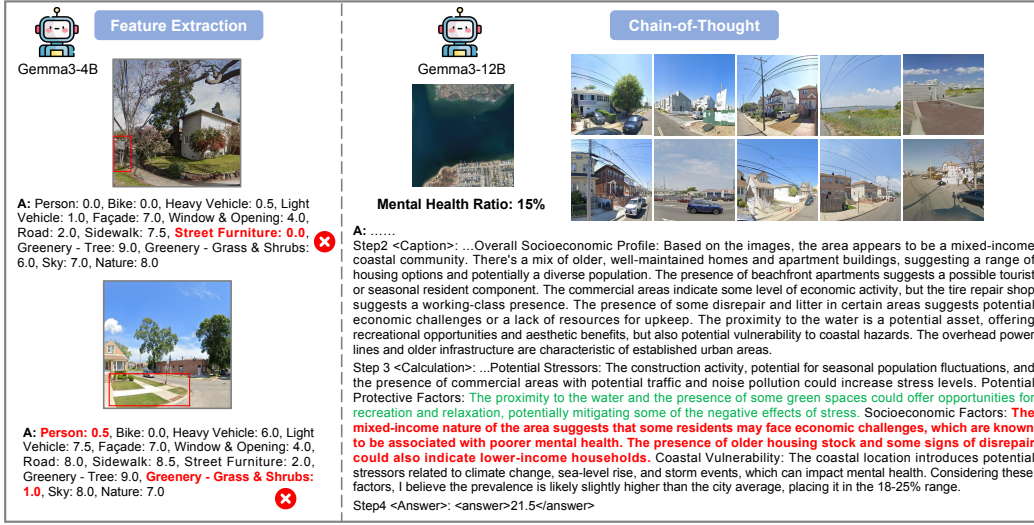 Feature Extraction
Gemma3-4B
A: Person: 0.0, Bike: 0.0, Heavy Vehicle: 0.5, Light
Vehicle: 1.0, Façade: 7.0, Window & Opening: 4.0,
Road: 2.0, Sidewalk: 7.5, Street Furniture: 0.0,
Greenery - Tree: 9.0, Greenery - Grass & Shrubs:
6.0, Sky: 7.0, Nature: 8.0
A: Person: 0.5, Bike: 0.0, Heavy Vehicle: 6.0, Light
Vehicle: 7.5, Façade: 7.0, Window & Opening: 4.0,
Road: 8.0, Sidewalk: 8.5, Street Furniture: 2.0,
Greenery - Tree: 9.0, Greenery - Grass & Shrubs:
1.0, Sky: 8.0, Nature: 7.0
Chain-of-Thought
Gemma3-12B
Mental Health Ratio: 15%
A: ......
Step2 <Caption>: ...Overall Socioeconomic Profile: Based on the images, the area appears to be a mixed-income
coastal community. There's a mix of older, well-maintained homes and apartment buildings, suggesting a range of
housing options and potentially a diverse population. The presence of beachfront apartments suggests a possible tourist
or seasonal resident component. The commercial areas indicate some level of economic activity, but the tire repair shop
suggests a working-class presence. The presence of some disrepair and litter in certain areas suggests potential
economic challenges or a lack of resources for upkeep. The proximity to the water is a potential asset, offering
recreational opportunities and aesthetic benefits, but also potential vulnerability to coastal hazards. The overhead power
lines and older infrastructure are characteristic of established urban areas.
Step 3 <Calculation>: ...Potential Stressors: The construction activity, potential for seasonal population fluctuations, and
the presence of commercial areas with potential traffic and noise pollution could increase stress levels. Potential
Protective Factors: The proximity to the water and the presence of some green spaces could offer opportunities for
recreation and relaxation, potentially mitigating some of the negative effects of stress. Socioeconomic Factors: The
mixed-income nature of the area suggests that some residents may face economic challenges, which are known
to be associated with poorer mental health. The presence of older housing stock and some signs of disrepair
could also indicate lower-income households. Coastal Vulnerability: The coastal location introduces potential
stressors related to climate change, sea-level rise, and storm events, which can impact mental health. Considering these
factors, I believe the prevalence is likely slightly higher than the city average, placing it in the 18-25% range.
Step4 <Answer>: <answer>21.5</answer>